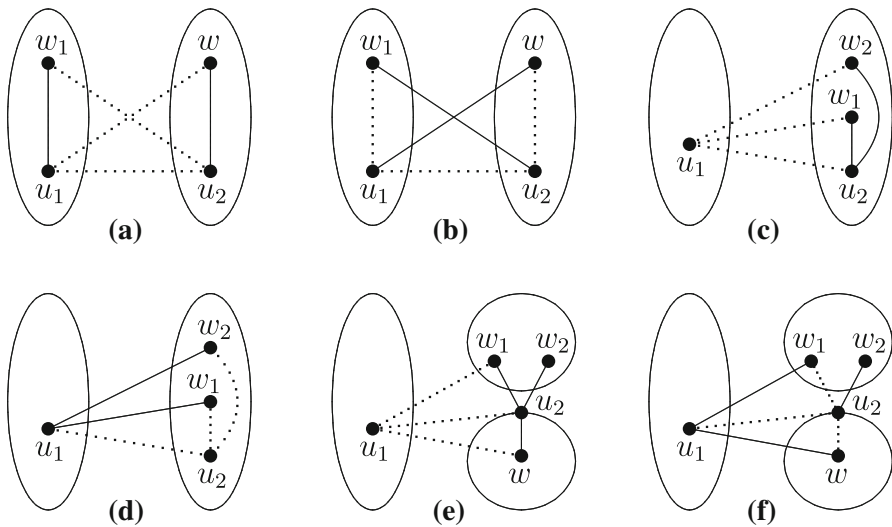 w₁ w
u₁ u₂
(a)
w₁ w
u₁ u₂
(b)
w₂
w₁
u₁
u₂
(c)
w₂
w₁
u₁
u₂
(d)
w₁ w₂
u₂
u₁
w
(e)
w₁ w₂
u₂
u₁
w
(f)